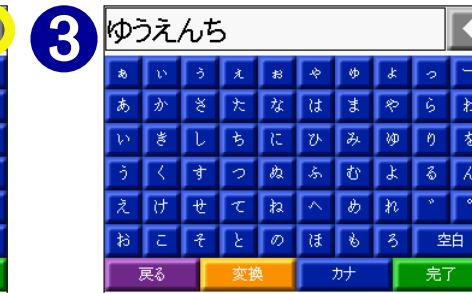 3
ゆうえんち
ぁ ぃ ぅ ぇ ぉ ゃ ゅ ょ っ ー
あ か さ た な は ま や ら わ
い き し ち に ひ み ゆ り を
う く す つ ぬ ふ む よ る ん
え け せ て ね へ め れ ゛ ゜
お こ そ と の ほ も ろ 空白
戻る 変換 カナ 完了